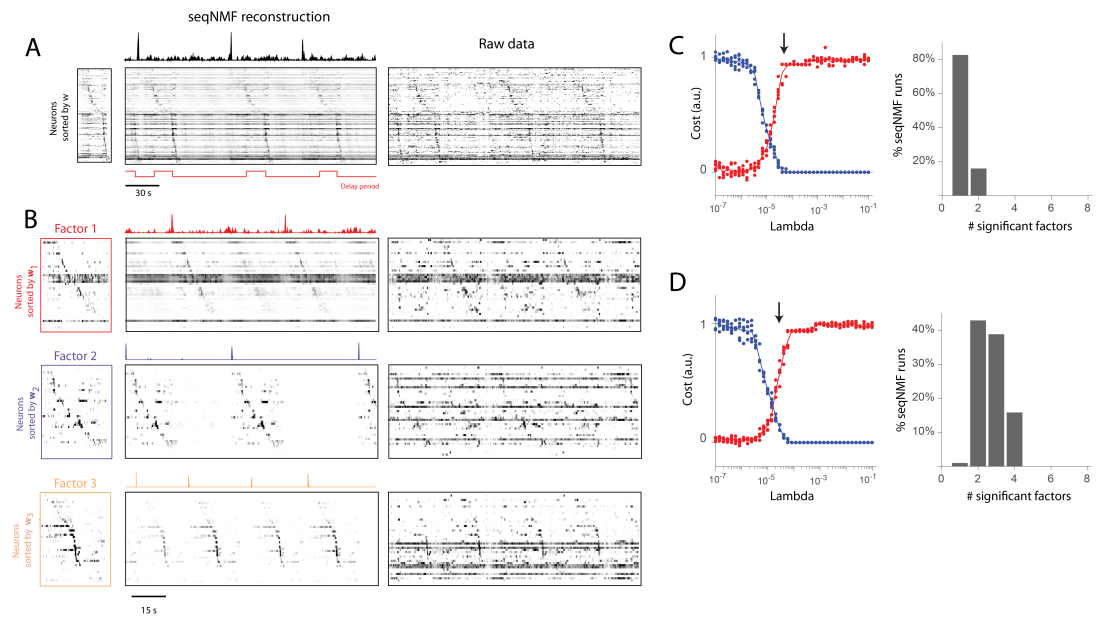 seqNMF reconstruction
A
Raw data
Neurons
sorted by w
Delay period
30 s
B
Factor 1
Neurons
sorted by w1
Factor 2
Neurons
sorted by w2
Factor 3
Neurons
sorted by w3
15 s
C
1
0
Cost (a.u.)
10-7 10-5 10-3 10-1
Lambda
80%
60%
40%
20%
% seqNMF runs
0 2 4 6 8
# significant factors
D
1
0
Cost (a.u.)
10-7 10-5 10-3 10-1
Lambda
40%
30%
20%
10%
% seqNMF runs
0 2 4 6 8
# significant factors